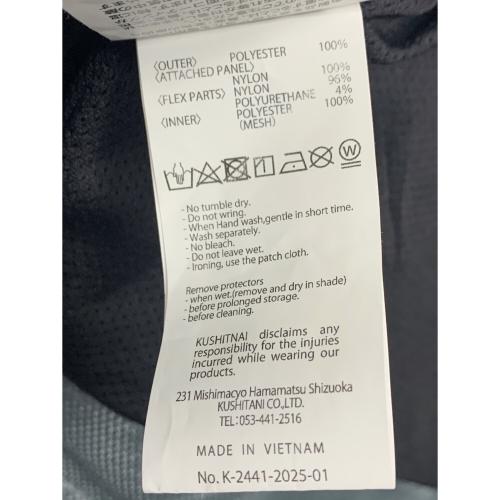 〈OUTER〉 POLYESTER 100%
〈ATTACHED PANEL〉
NYLON 100%
〈FLEX PARTS〉 NYLON 96%
POLYURETHANE 4%
〈INNER〉 POLYESTER 100%
(MESH)
1 W
- No tumble dry.
- Do not wring.
- When Hand wash,gentle in short time.
- Wash separately.
- No bleach.
- Do not leave wet.
- Ironing, use the patch cloth.
Remove protectors
- when wet.(remove and dry in shade)
- before prolonged storage.
- before cleaning.
KUSHITNAI disclaims any
responsibility for the injuries
incurred while wearing our
products.
231 Mishimacyo Hamamatsu Shizuoka
KUSHITANI CO.,LTD.
TEL:053-441-2516
MADE IN VIETNAM
No. K-2441-2025-01